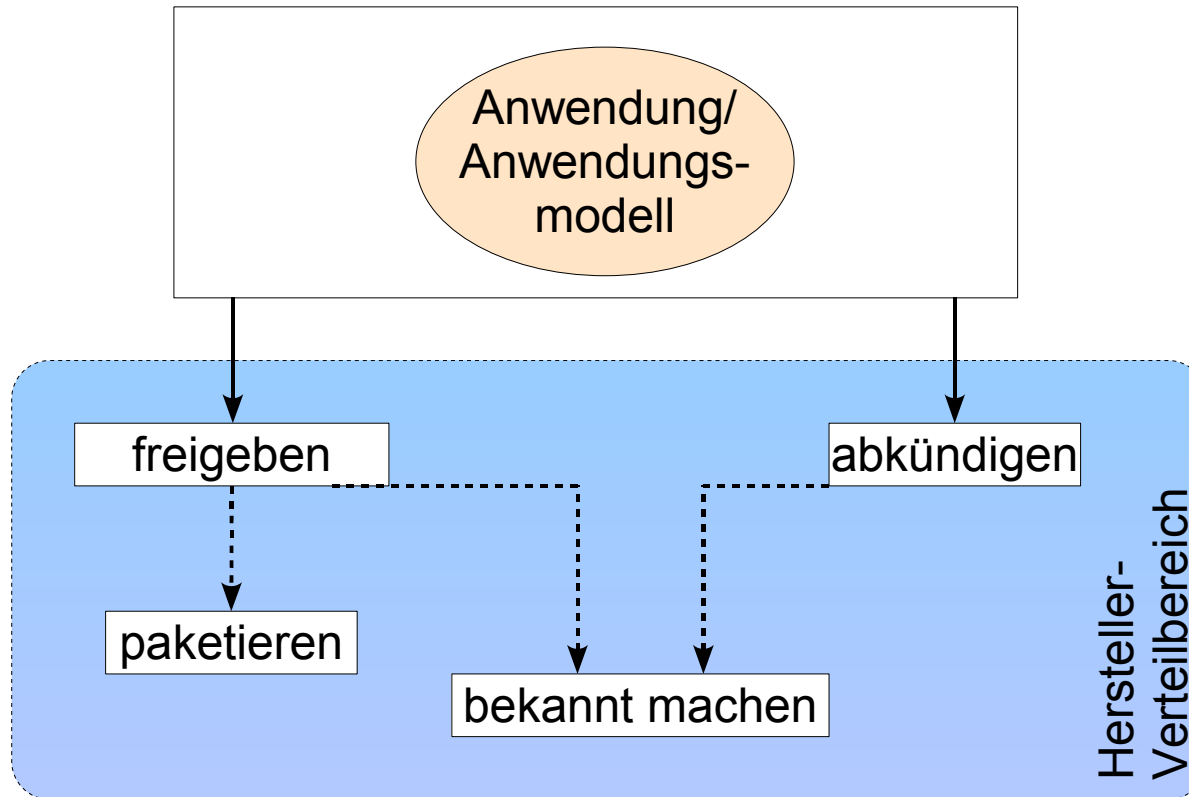 Anwendung/
Anwendungs-
modell
freigeben
abkündigen
paketieren
bekannt machen
Hersteller-
Verteilbereich